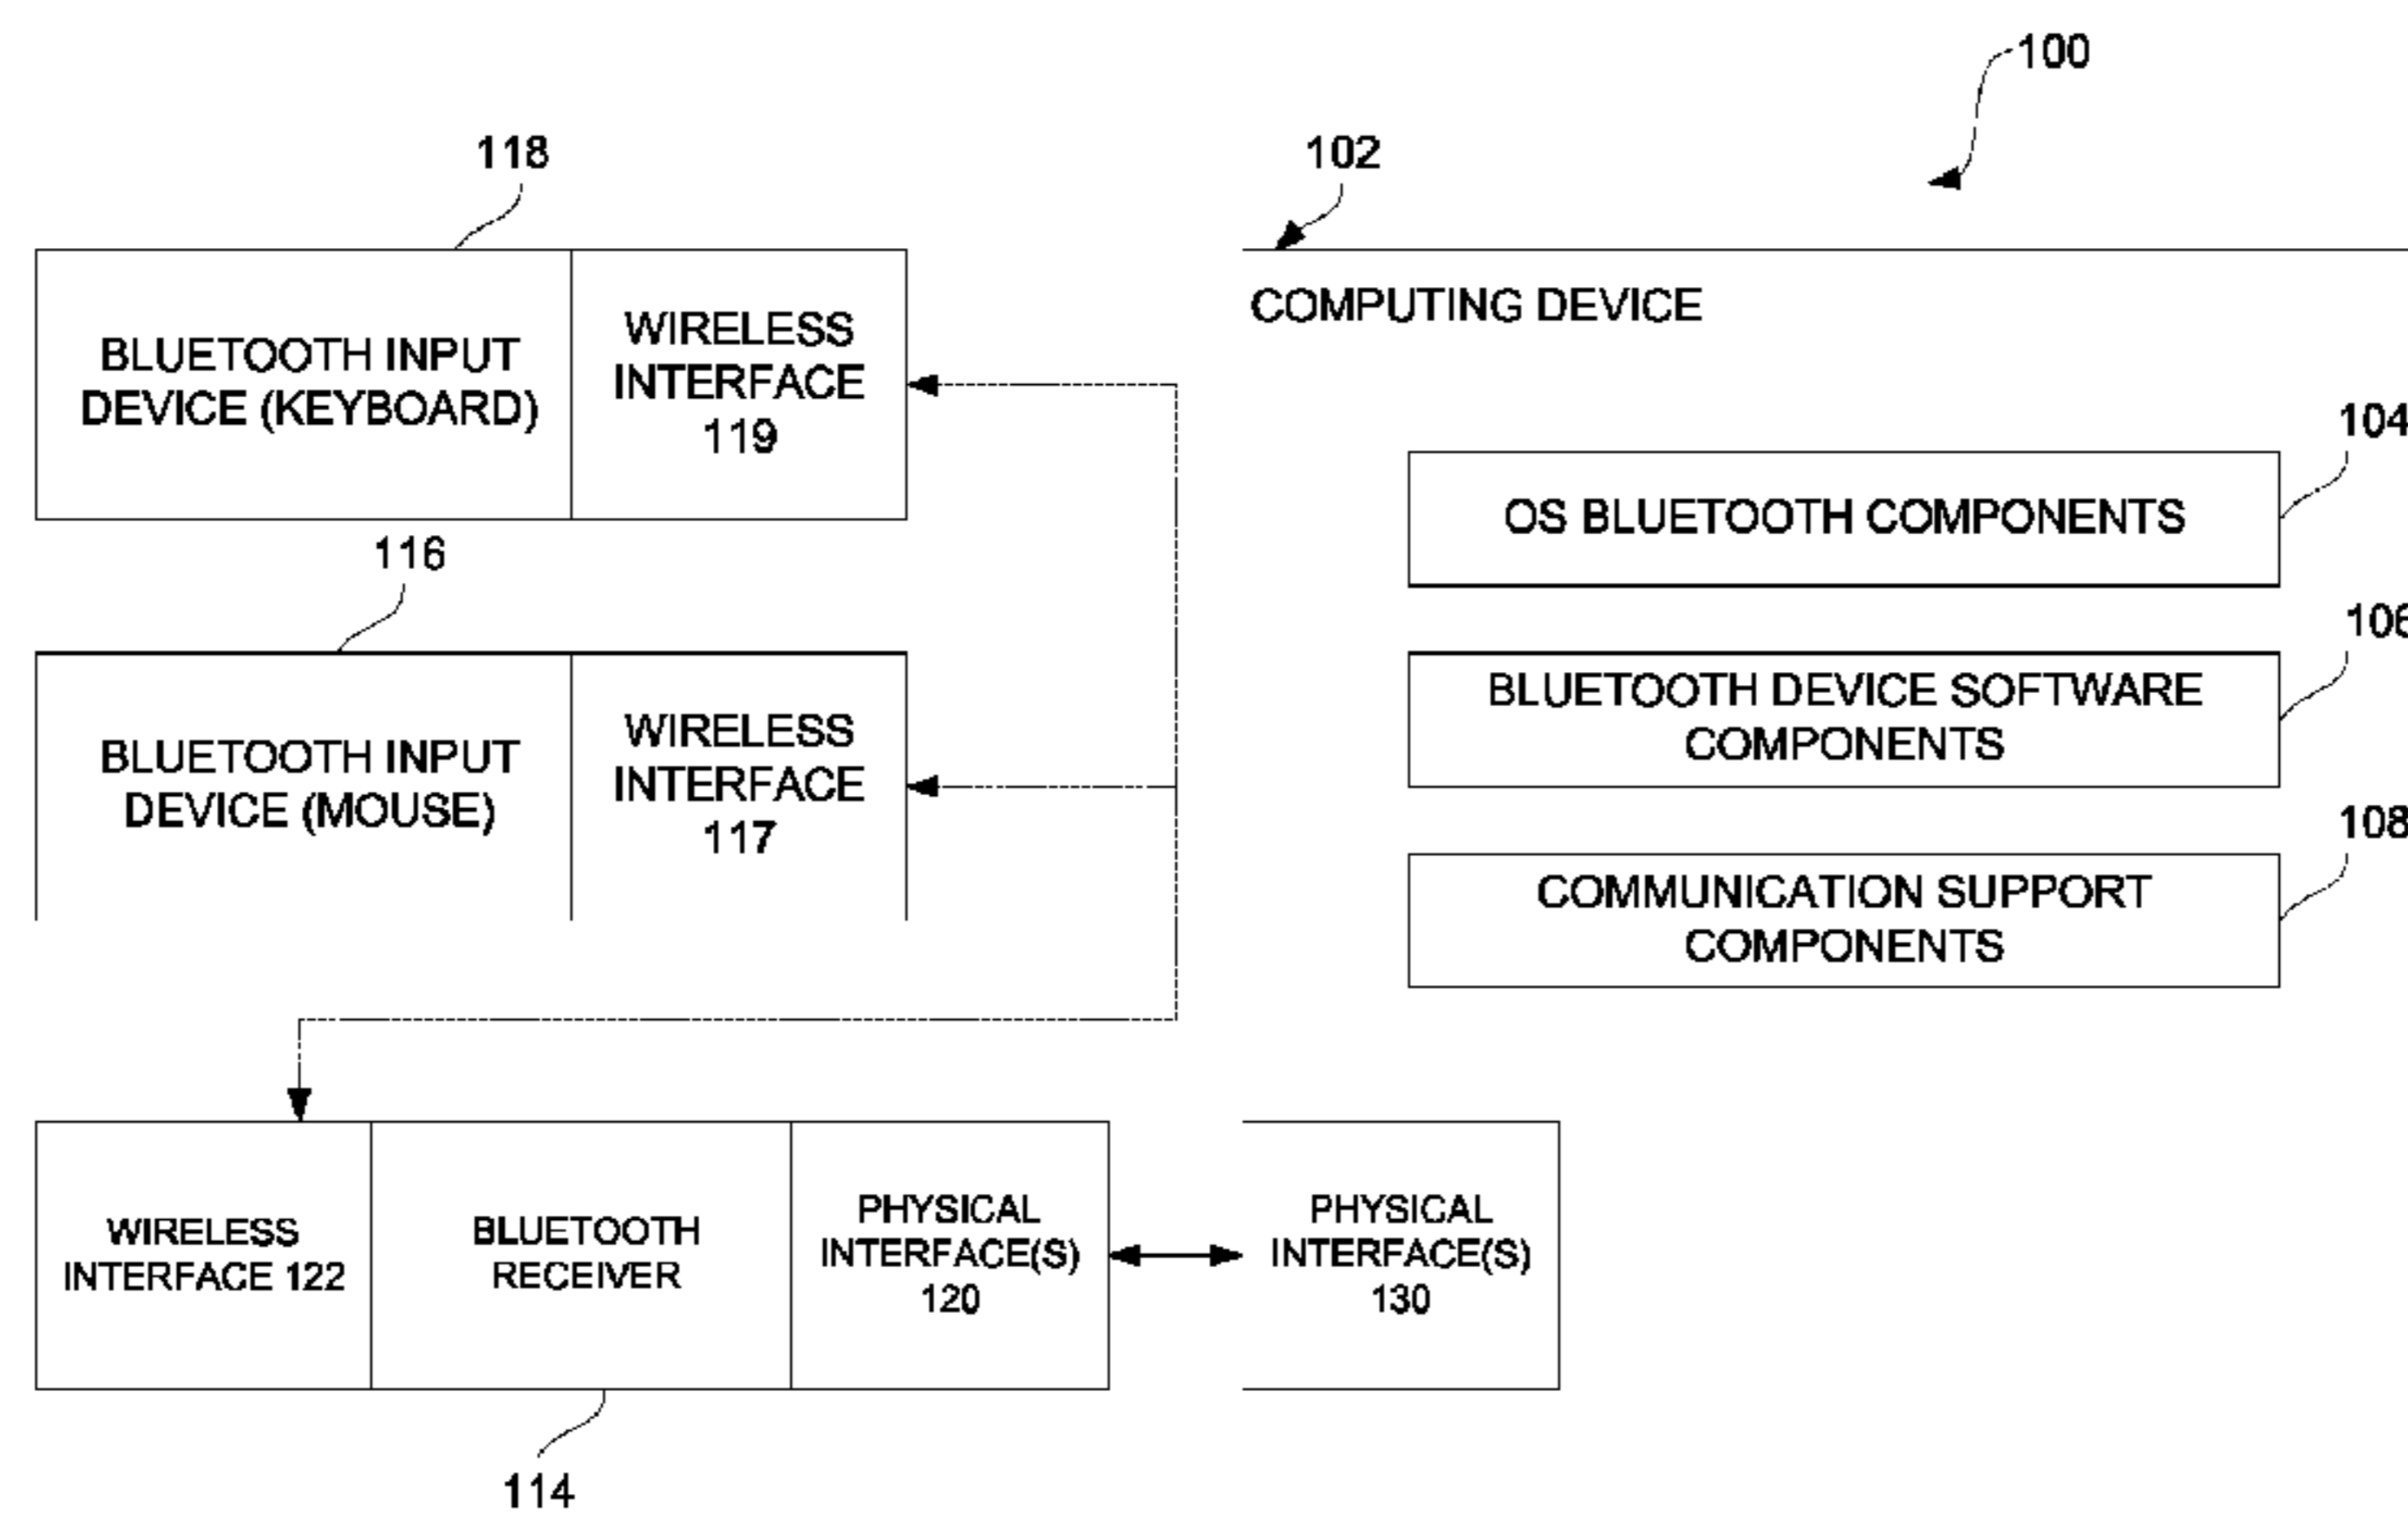 100
118
102
COMPUTING DEVICE
BLUETOOTH INPUT
DEVICE (KEYBOARD)
WIRELESS
INTERFACE
119
104
OS BLUETOOTH COMPONENTS
116
106
BLUETOOTH DEVICE SOFTWARE
COMPONENTS
BLUETOOTH INPUT
DEVICE (MOUSE)
WIRELESS
INTERFACE
117
108
COMMUNICATION SUPPORT
COMPONENTS
WIRELESS
INTERFACE 122
BLUETOOTH
RECEIVER
PHYSICAL
INTERFACE(S)
120
PHYSICAL
INTERFACE(S)
130
114